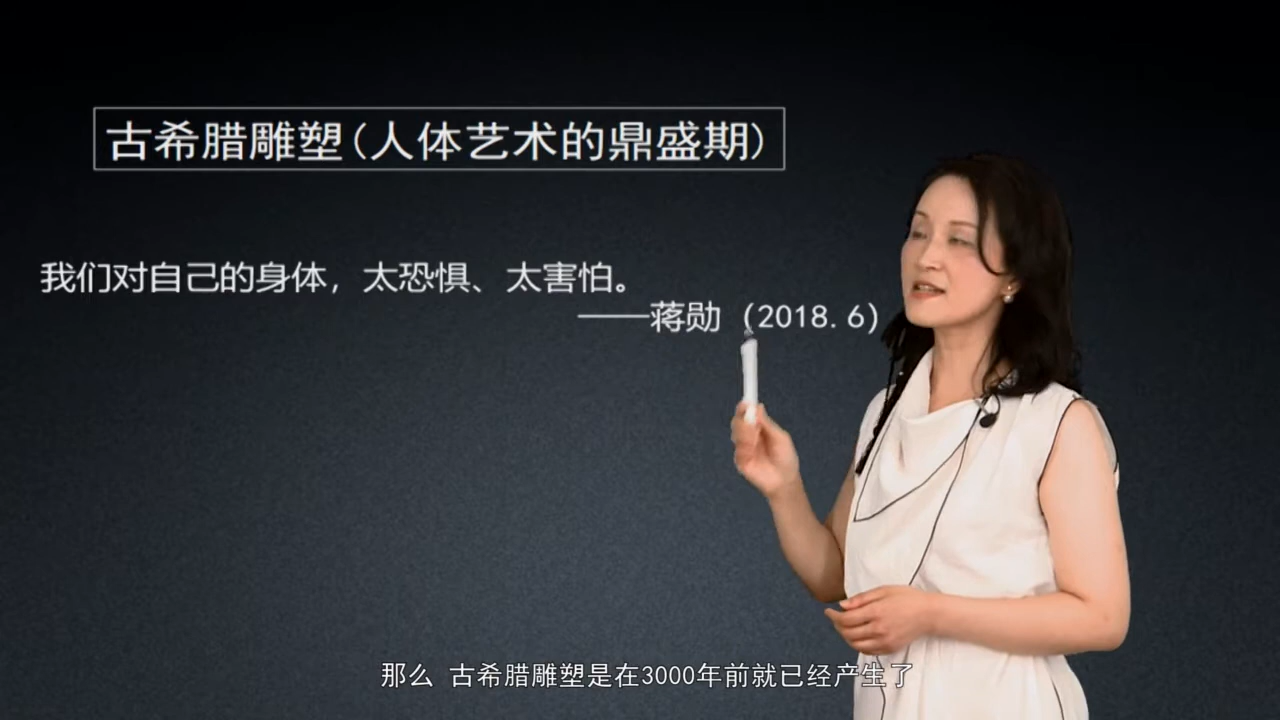 古希腊雕塑(人体艺术的鼎盛期)
我们对自己的身体，太恐惧、太害怕。
——蒋勋（2018.6)
那么 古希腊雕塑是在3000年前就已经产生了